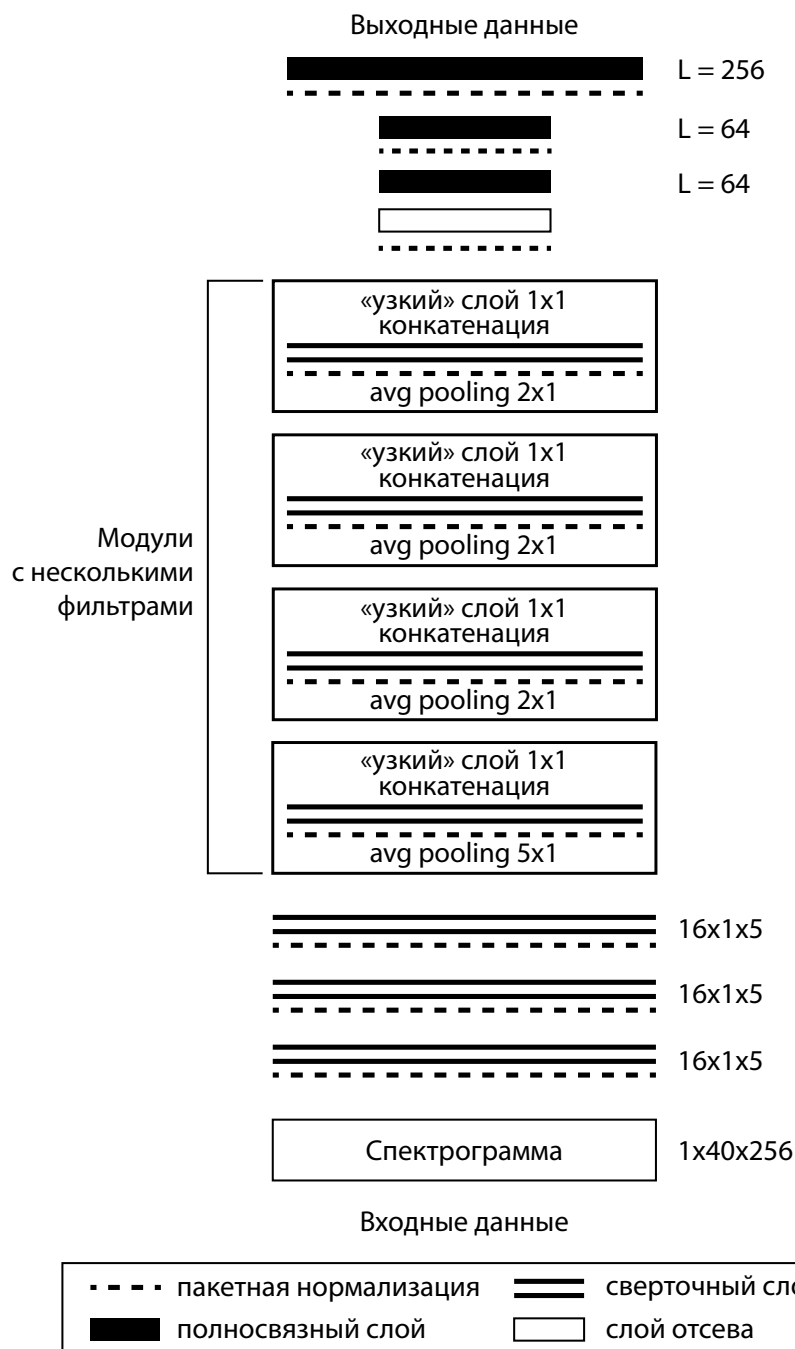 Выходные данные
L = 256
L = 64
L = 64
«узкий» слой 1x1
конкатенация
avg pooling 2x1
«узкий» слой 1x1
конкатенация
avg pooling 2x1
Модули
с несколькими
фильтрами
«узкий» слой 1x1
конкатенация
avg pooling 2x1
«узкий» слой 1x1
конкатенация
avg pooling 5x1
16x1x5
16x1x5
16x1x5
Спектрограмма 1x40x256
Входные данные
пакетная нормализация сверточный сло
полносвязный слой слой отсева